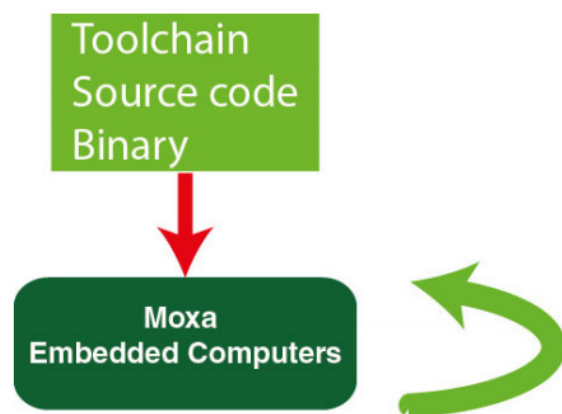 Toolchain
Source code
Binary
Moxa
Embedded Computers